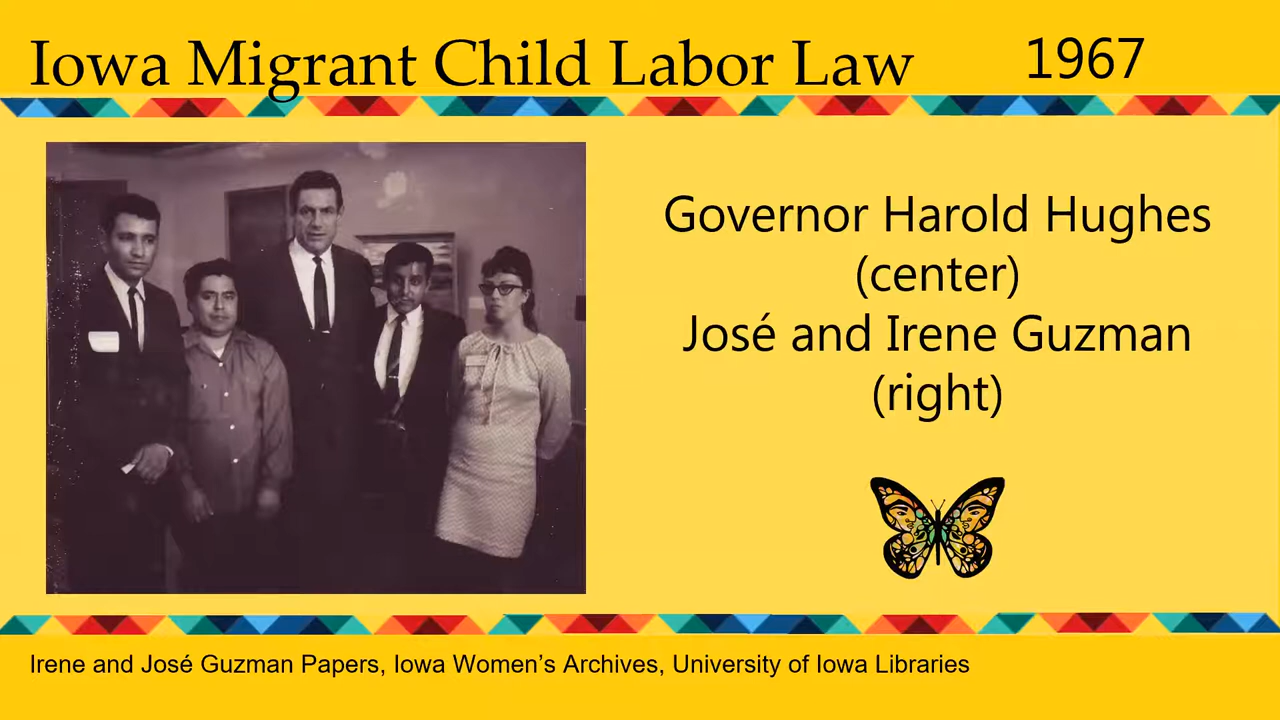 Iowa Migrant Child Labor Law 1967
Governor Harold Hughes
(center)
José and Irene Guzman
(right)
Irene and José Guzman Papers, Iowa Women’s Archives, University of Iowa Libraries